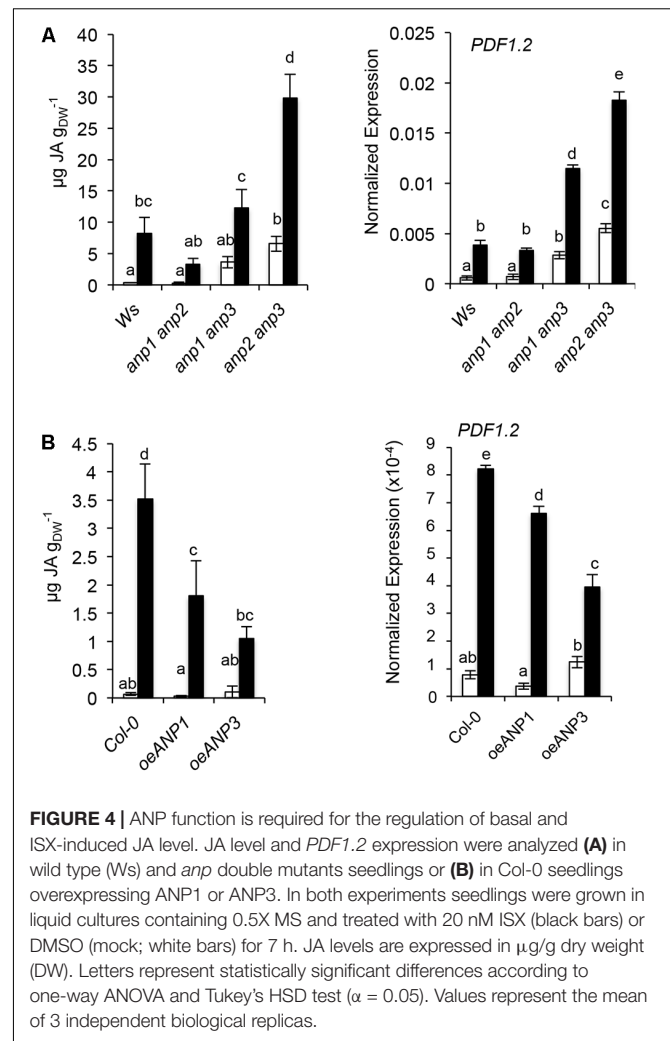 A
PDF1.2
µg JA gDW-1
40
35
30
25
20
15
10
5
0
bc
a
a
ab
ab
c
b
d
Ws
anp1 anp2
anp1 anp3
anp2 anp3
Normalized Expression
0.025
0.02
0.015
0.01
0.005
0
a
b
a
b
b
d
c
e
Ws
anp1 anp2
anp1 anp3
anp2 anp3
B
PDF1.2
µg JA gDW-1
4.5
4
3.5
3
2.5
2
1.5
1
0.5
0
ab
d
a
c
ab
bc
Col-0
oeANP1
oeANP3
Normalized Expression (x10-4)
9
8
7
6
5
4
3
2
1
0
ab
e
a
d
b
c
Col-0
oeANP1
oeANP3
FIGURE 4 | ANP function is required for the regulation of basal and
ISX-induced JA level. JA level and PDF1.2 expression were analyzed (A) in
wild type (Ws) and anp double mutants seedlings or (B) in Col-0 seedlings
overexpressing ANP1 or ANP3. In both experiments seedlings were grown in
liquid cultures containing 0.5X MS and treated with 20 nM ISX (black bars) or
DMSO (mock; white bars) for 7 h. JA levels are expressed in µg/g dry weight
(DW). Letters represent statistically significant differences according to
one-way ANOVA and Tukey's HSD test (α = 0.05). Values represent the mean
of 3 independent biological replicas.